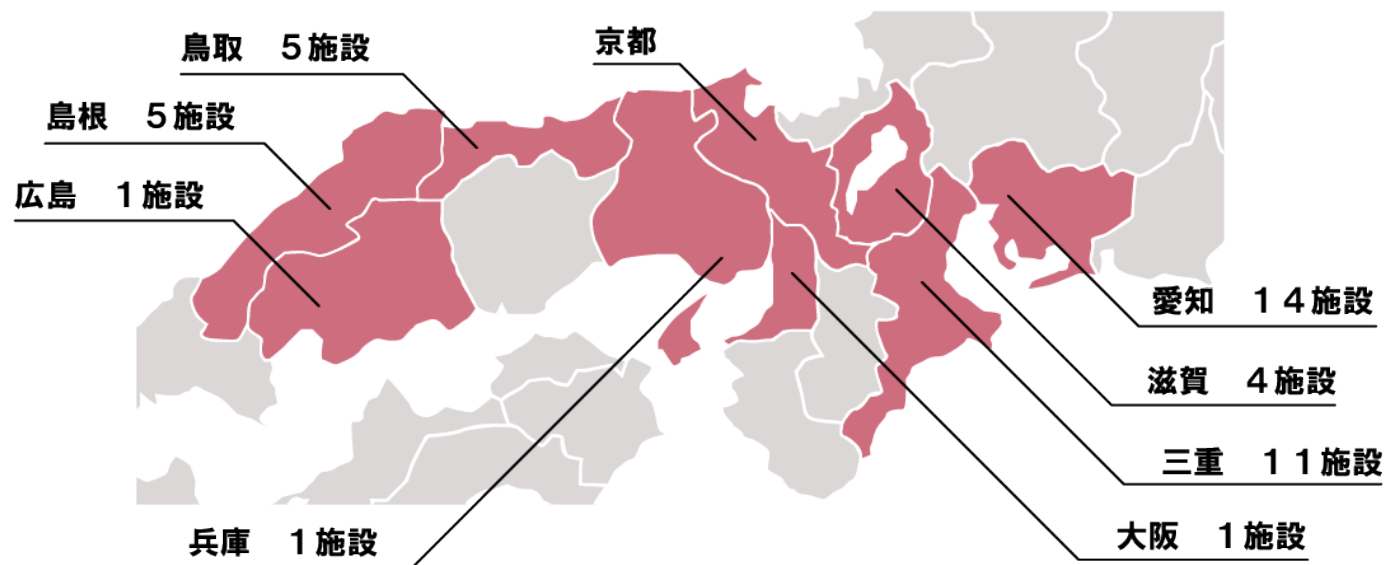 鳥取　５施設
京都
島根　５施設
広島　１施設
愛知　１４施設
滋賀　４施設
三重　１１施設
兵庫　１施設
大阪　１施設